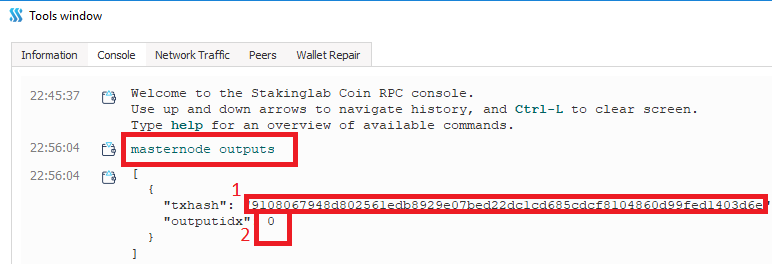 Tools window
Information Console Network Traffic Peers Wallet Repair
22:45:37 Welcome to the Stakinglab Coin RPC console.
Use up and down arrows to navigate history, and Ctrl-L to clear screen.
Type help for an overview of available commands.
22:56:04 masternode outputs
22:56:04 [
{
1
"txhash": "9108067948d802561edb8929e07bed22dc1cd685cdcf8104860d99fed1403d6e"
"outputidx" 0
2
}
]